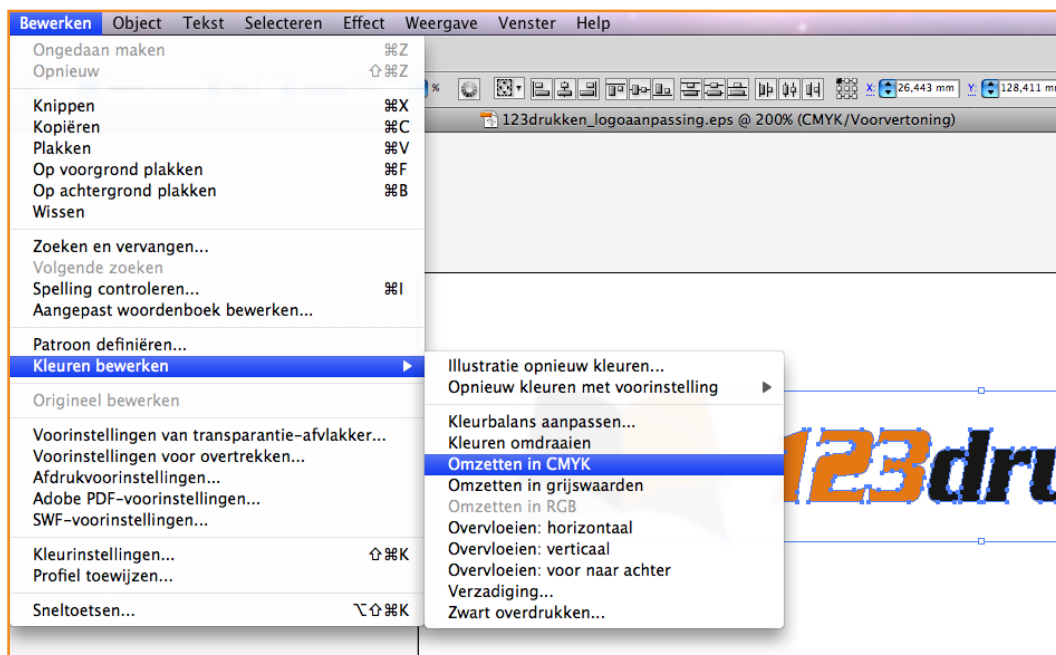 Bewerken Object Tekst Selecteren Effect Weergave Venster Help
Ongedaan maken ⌘Z
Opnieuw ⇧⌘Z
% X: 26,443 mm Y: 128,411 mm
Knippen ⌘X
123drukken_logoaanpassing.eps @ 200% (CMYK/Voorvertoning)
Kopiëren ⌘C
Plakken ⌘V
Op voorgrond plakken ⌘F
Op achtergrond plakken ⌘B
Wissen
Zoeken en vervangen...
Volgende zoeken
Spelling controleren... ⌘I
Aangepast woordenboek bewerken...
Patroon definiëren...
Kleuren bewerken
Origineel bewerken
Voorinstellingen van transparantie-afvlakker...
Voorinstellingen voor overtrekken...
Afdrukvoorinstellingen...
Adobe PDF-voorinstellingen...
SWF-voorinstellingen...
Kleurinstellingen... ⇧⌘K
Profiel toewijzen...
Sneltoetsen... ⌥⇧⌘K
Illustratie opnieuw kleuren...
Opnieuw kleuren met voorinstelling
Kleurbalans aanpassen...
Kleuren omdraaien
Omzetten in CMYK
Omzetten in grijswaarden
Omzetten in RGB
Overvloeien: horizontaal
Overvloeien: verticaal
Overvloeien: voor naar achter
Verzadiging...
Zwart overdrukken...
123dru